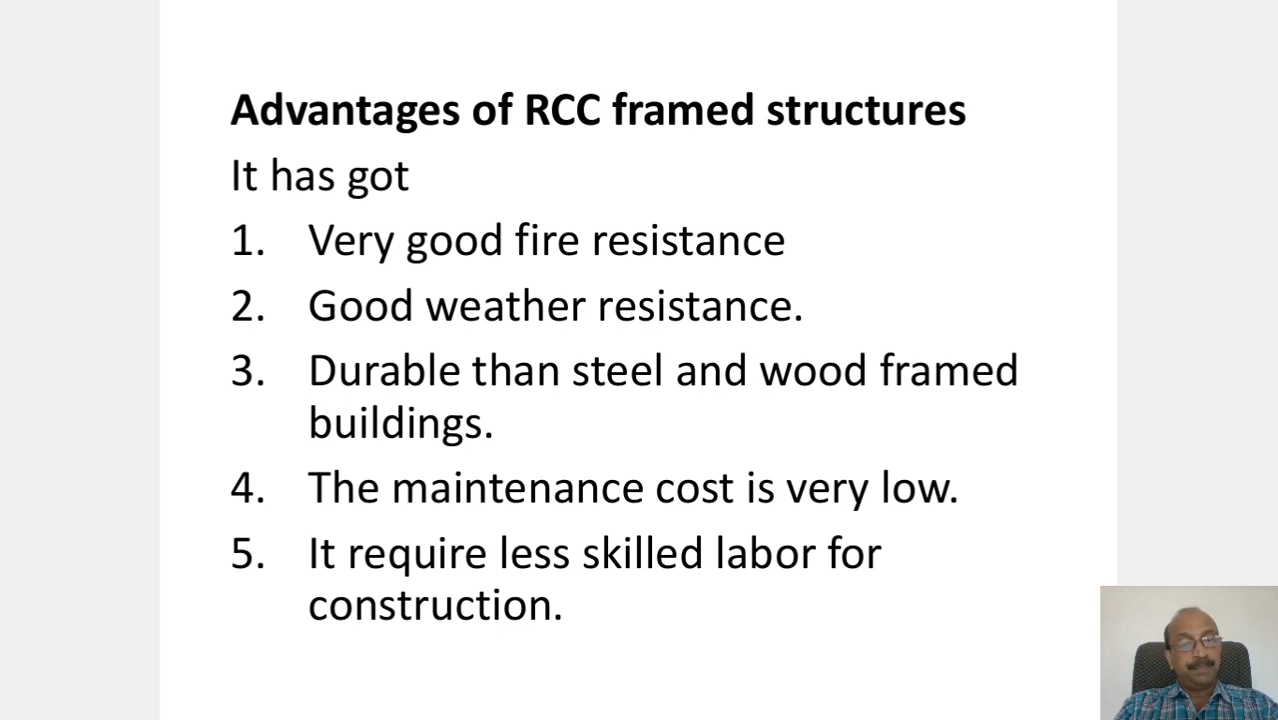 Advantages of RCC framed structures
It has got
1. Very good fire resistance
2. Good weather resistance.
3. Durable than steel and wood framed
buildings.
4. The maintenance cost is very low.
5. It require less skilled labor for
construction.